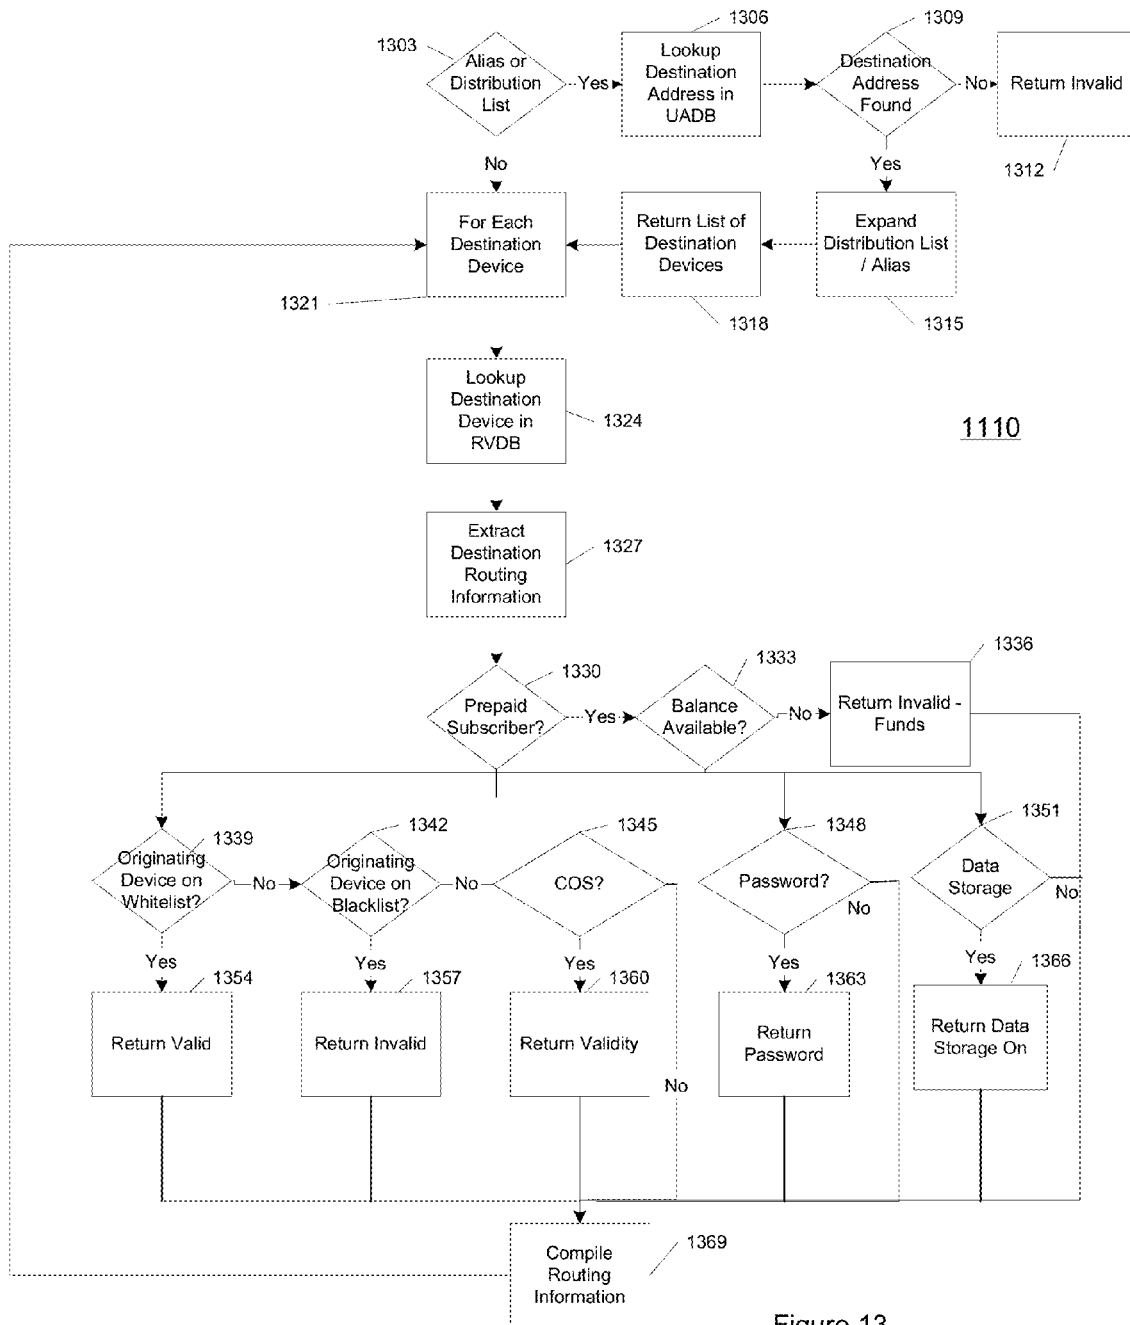 1303
1306
1309
Alias or
Distribution
List
Yes
Lookup
Destination
Address in
UADB
Destination
Address
Found
No
Return Invalid
1312
No
Yes
For Each
Destination
Device
Return List of
Destination
Devices
Expand
Distribution List
/ Alias
1321
1318
1315
Lookup
Destination
Device in
RVDB
1324
1110
Extract
Destination
Routing
Information
1327
1330
1333
1336
Prepaid
Subscriber?
Yes
Balance
Available?
No
Return Invalid -
Funds
1339
1342
1345
1348
1351
Originating
Device on
Whitelist?
No
Originating
Device on
Blacklist?
No
COS?
Password?
No
Data
Storage
No
Yes
Yes
Yes
Yes
Yes
1354
1357
1360
1363
1366
Return Valid
Return Invalid
Return Validity
No
Return
Password
Return Data
Storage On
Compile
Routing
Information
1369
Figure 13